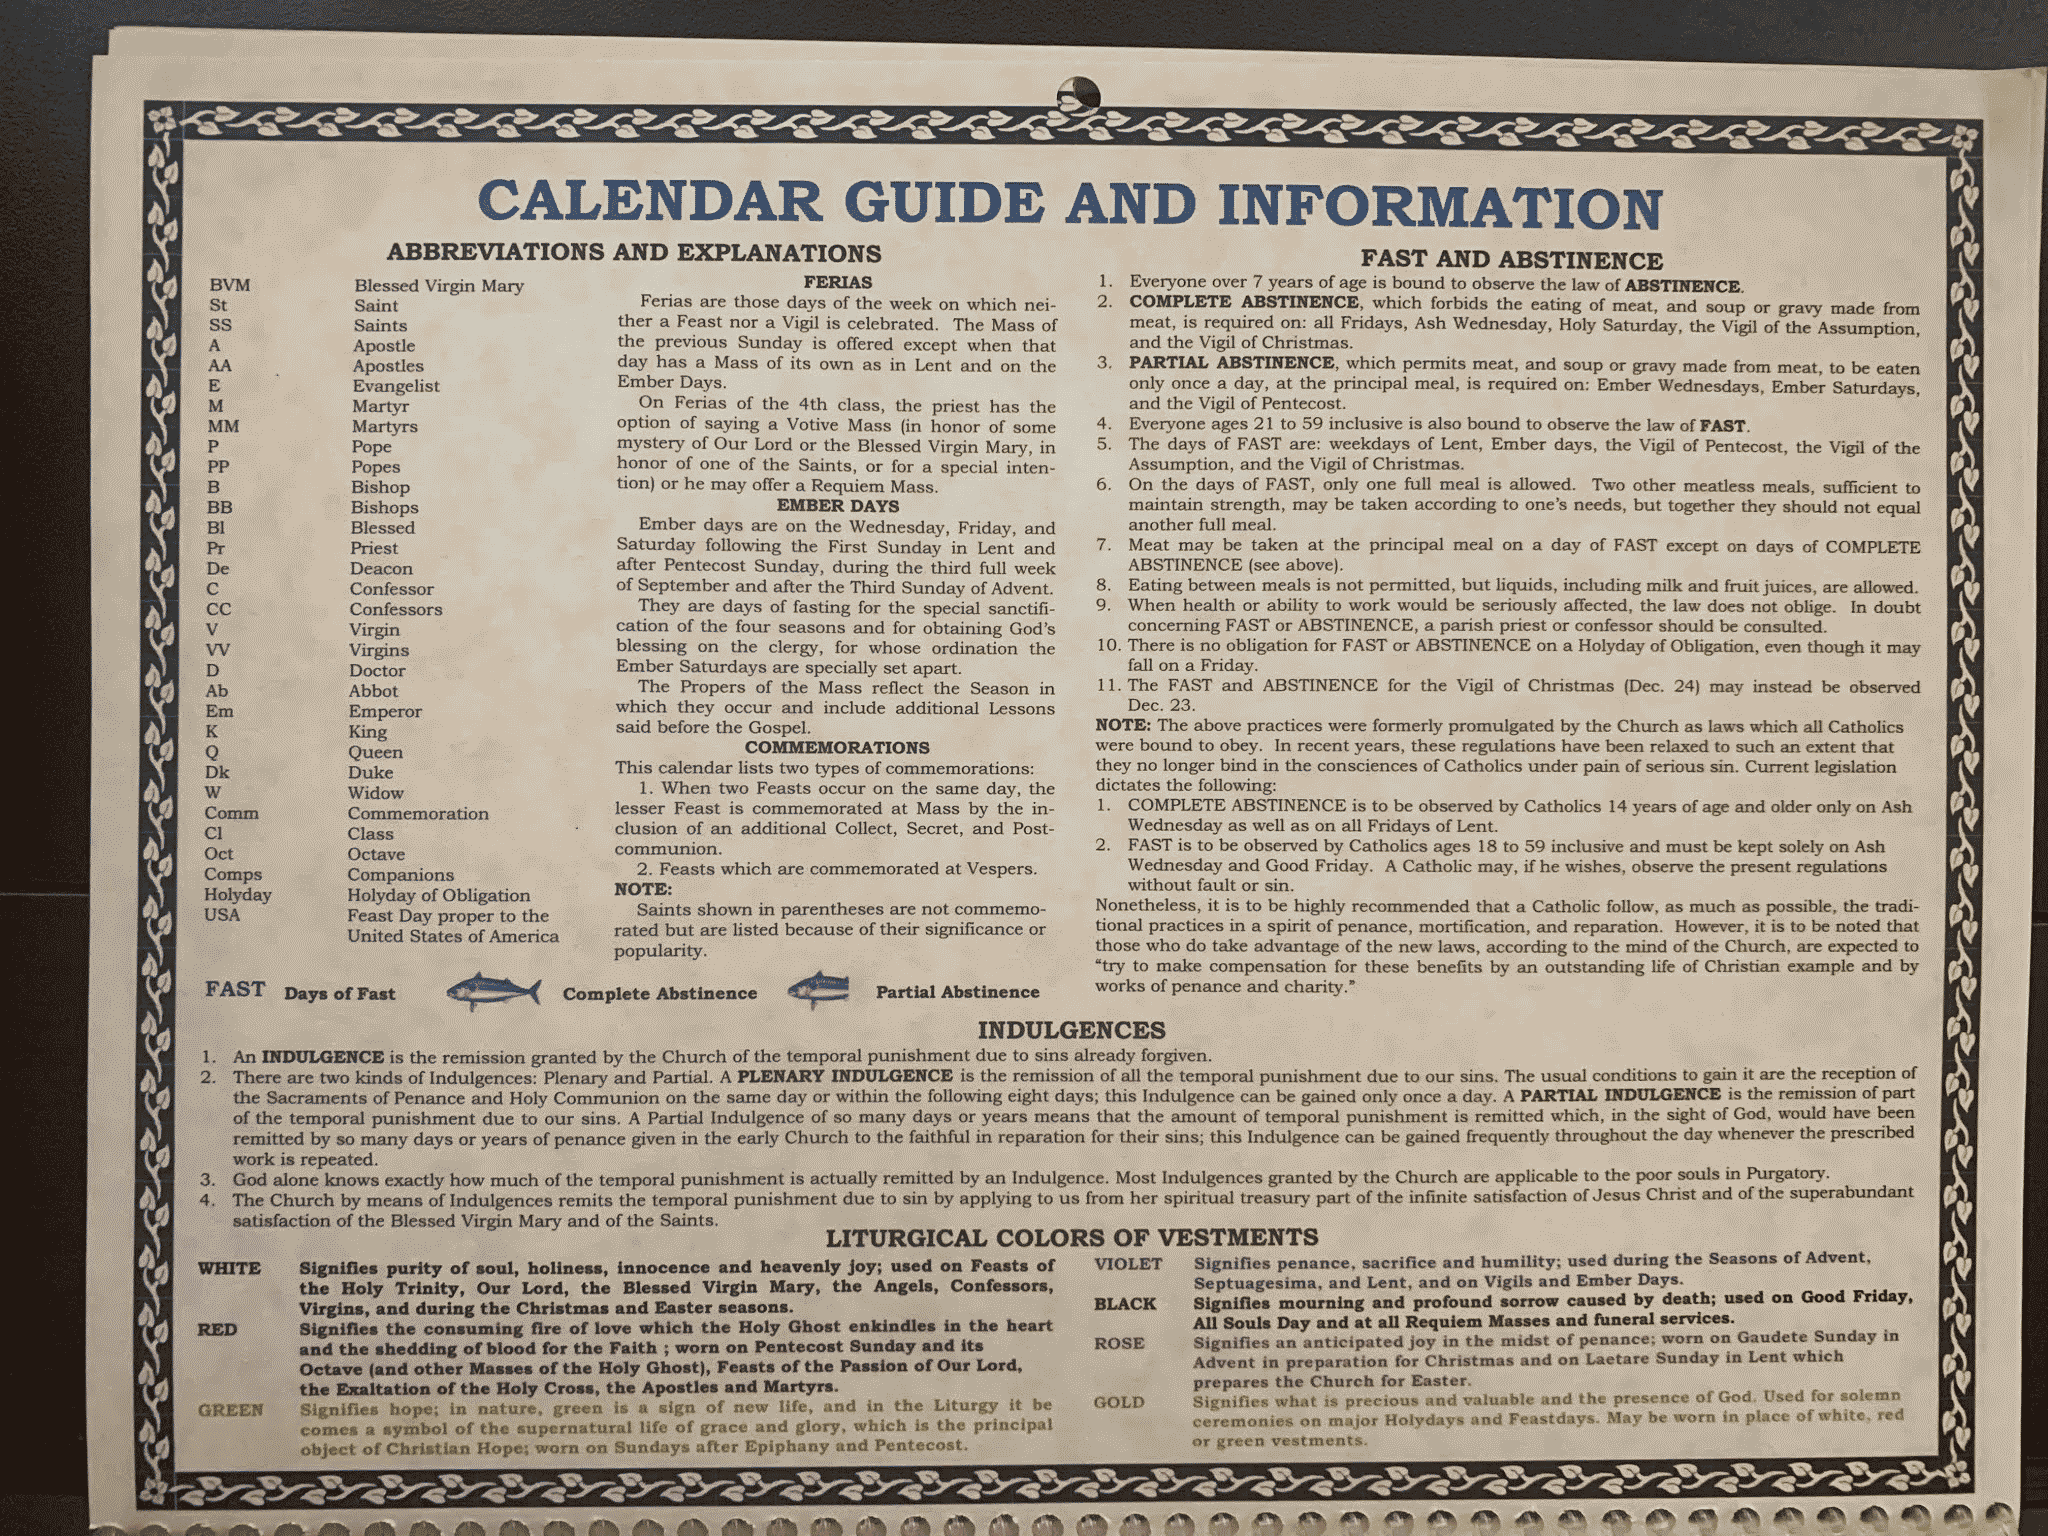 CALENDAR GUIDE AND INFORMATION
ABBREVIATIONS AND EXPLANATIONS
BVM Blessed Virgin Mary
St Saint
SS Saints
A Apostle
AA Apostles
E Evangelist
M Martyr
MM Martyrs
P Pope
PP Popes
B Bishop
BB Bishops
Bl Blessed
Pr Priest
De Deacon
C Confessor
CC Confessors
V Virgin
VV Virgins
D Doctor
Ab Abbot
Em Emperor
K King
Q Queen
Dk Duke
W Widow
Comm Commemoration
Cl Class
Oct Octave
Comps Companions
Holyday Holyday of Obligation
USA Feast Day proper to the
United States of America
FERIAS
Ferias are those days of the week on which nei-
ther a Feast nor a Vigil is celebrated. The Mass of
the previous Sunday is offered except when that
day has a Mass of its own as in Lent and on the
Ember Days.
On Ferias of the 4th class, the priest has the
option of saying a Votive Mass (in honor of some
mystery of Our Lord or the Blessed Virgin Mary, in
honor of one of the Saints, or for a special inten-
tion) or he may offer a Requiem Mass.
EMBER DAYS
Ember days are on the Wednesday, Friday, and
Saturday following the First Sunday in Lent and
after Pentecost Sunday, during the third full week
of September and after the Third Sunday of Advent.
They are days of fasting for the special sanctifi-
cation of the four seasons and for obtaining God's
blessing on the clergy, for whose ordination the
Ember Saturdays are specially set apart.
The Propers of the Mass reflect the Season in
which they occur and include additional Lessons
said before the Gospel.
COMMEMORATIONS
This calendar lists two types of commemorations:
1. When two Feasts occur on the same day, the
lesser Feast is commemorated at Mass by the in-
clusion of an additional Collect, Secret, and Post-
communion.
2. Feasts which are commemorated at Vespers.
NOTE:
Saints shown in parentheses are not commemo-
rated but are listed because of their significance or
popularity.
FAST Days of Fast Complete Abstinence Partial Abstinence
FAST AND ABSTINENCE
1. Everyone over 7 years of age is bound to observe the law of ABSTINENCE.
2. COMPLETE ABSTINENCE, which forbids the eating of meat, and soup or gravy made from
meat, is required on: all Fridays, Ash Wednesday, Holy Saturday, the Vigil of the Assumption,
and the Vigil of Christmas.
3. PARTIAL ABSTINENCE, which permits meat, and soup or gravy made from meat, to be eaten
only once a day, at the principal meal, is required on: Ember Wednesdays, Ember Saturdays,
and the Vigil of Pentecost.
4. Everyone ages 21 to 59 inclusive is also bound to observe the law of FAST.
5. The days of FAST are: weekdays of Lent, Ember days, the Vigil of Pentecost, the Vigil of the
Assumption, and the Vigil of Christmas.
6. On the days of FAST, only one full meal is allowed. Two other meatless meals, sufficient to
maintain strength, may be taken according to one's needs, but together they should not equal
another full meal.
7. Meat may be taken at the principal meal on a day of FAST except on days of COMPLETE
ABSTINENCE (see above).
8. Eating between meals is not permitted, but liquids, including milk and fruit juices, are allowed.
9. When health or ability to work would be seriously affected, the law does not oblige. In doubt
concerning FAST or ABSTINENCE, a parish priest or confessor should be consulted.
10. There is no obligation for FAST or ABSTINENCE on a Holyday of Obligation, even though it may
fall on a Friday.
11. The FAST and ABSTINENCE for the Vigil of Christmas (Dec. 24) may instead be observed
Dec. 23.
NOTE: The above practices were formerly promulgated by the Church as laws which all Catholics
were bound to obey. In recent years, these regulations have been relaxed to such an extent that
they no longer bind in the consciences of Catholics under pain of serious sin. Current legislation
dictates the following:
1. COMPLETE ABSTINENCE is to be observed by Catholics 14 years of age and older only on Ash
Wednesday as well as on all Fridays of Lent.
2. FAST is to be observed by Catholics ages 18 to 59 inclusive and must be kept solely on Ash
Wednesday and Good Friday. A Catholic may, if he wishes, observe the present regulations
without fault or sin.
Nonetheless, it is to be highly recommended that a Catholic follow, as much as possible, the tradi-
tional practices in a spirit of penance, mortification, and reparation. However, it is to be noted that
those who do take advantage of the new laws, according to the mind of the Church, are expected to
"try to make compensation for these benefits by an outstanding life of Christian example and by
works of penance and charity."
INDULGENCES
1. An INDULGENCE is the remission granted by the Church of the temporal punishment due to sins already forgiven.
2. There are two kinds of Indulgences: Plenary and Partial. A PLENARY INDULGENCE is the remission of all the temporal punishment due to our sins. The usual conditions to gain it are the reception of
the Sacraments of Penance and Holy Communion on the same day or within the following eight days; this Indulgence can be gained only once a day. A PARTIAL INDULGENCE is the remission of part
of the temporal punishment due to our sins. A Partial Indulgence of so many days or years means that the amount of temporal punishment is remitted which, in the sight of God, would have been
remitted by so many days or years of penance given in the early Church to the faithful in reparation for their sins; this Indulgence can be gained frequently throughout the day whenever the prescribed
work is repeated.
3. God alone knows exactly how much of the temporal punishment is actually remitted by an Indulgence. Most Indulgences granted by the Church are applicable to the poor souls in Purgatory.
4. The Church by means of Indulgences remits the temporal punishment due to sin by applying to us from her spiritual treasury part of the infinite satisfaction of Jesus Christ and of the superabundant
satisfaction of the Blessed Virgin Mary and of the Saints.
LITURGICAL COLORS OF VESTMENTS
WHITE Signifies purity of soul, holiness, innocence and heavenly joy; used on Feasts of
the Holy Trinity, Our Lord, the Blessed Virgin Mary, the Angels, Confessors,
Virgins, and during the Christmas and Easter seasons.
RED Signifies the consuming fire of love which the Holy Ghost enkindles in the heart
and the shedding of blood for the Faith ; worn on Pentecost Sunday and its
Octave (and other Masses of the Holy Ghost), Feasts of the Passion of Our Lord,
the Exaltation of the Holy Cross, the Apostles and Martyrs.
GREEN Signifies hope; in nature, green is a sign of new life, and in the Liturgy it be
comes a symbol of the supernatural life of grace and glory, which is the principal
object of Christian Hope; worn on Sundays after Epiphany and Pentecost.
VIOLET Signifies penance, sacrifice and humility; used during the Seasons of Advent,
Septuagesima, and Lent, and on Vigils and Ember Days.
BLACK Signifies mourning and profound sorrow caused by death; used on Good Friday,
All Souls Day and at all Requiem Masses and funeral services.
ROSE Signifies an anticipated joy in the midst of penance; worn on Gaudete Sunday in
Advent in preparation for Christmas and on Laetare Sunday in Lent which
prepares the Church for Easter.
GOLD Signifies what is precious and valuable and the presence of God. Used for solemn
ceremonies on major Holydays and Feastdays. May be worn in place of white, red
or green vestments.